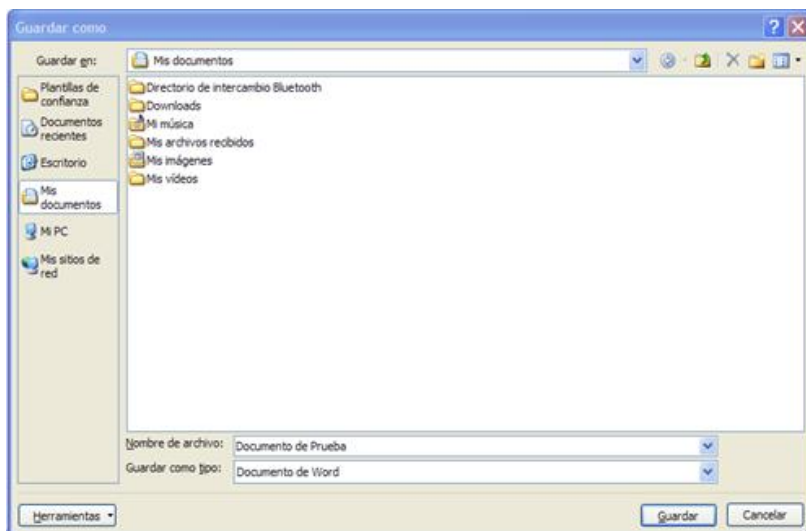 Guardar como
Guardar en:
Mis documentos
Plantillas de
confianza
Documentos
recientes
Escritorio
Mis
documentos
Mi PC
Mis sitios de
red
Directorio de intercambio Bluetooth
Downloads
Mi música
Mis archivos recibidos
Mis imágenes
Mis vídeos
Nombre de archivo:
Documento de Prueba
Guardar como tipo:
Documento de Word
Herramientas
Guardar
Cancelar